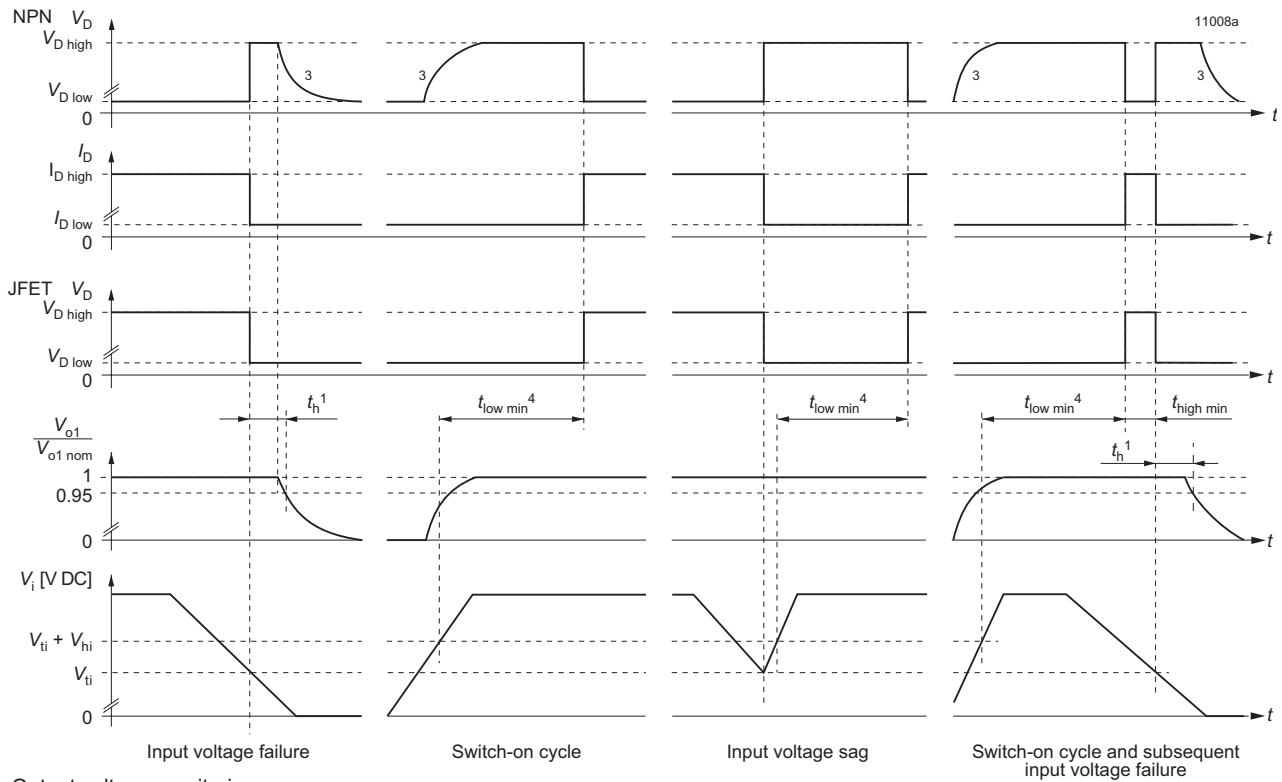 NPN V_D
11008a
V_D high
3
3
3
3
V_D low
0
t
I_D
I_D high
I_D low
0
t
JFET V_D
V_D high
V_D low
0
t
t_h^1
t_low min^4
t_low min^4
t_low min^4
t_high min
V_o1
V_o1 nom
t_h^1
1
0.95
0
t
V_i [V DC]
V_ti + V_hi
V_ti
0
t
Input voltage failure
Switch-on cycle
Input voltage sag
Switch-on cycle and subsequent
input voltage failure